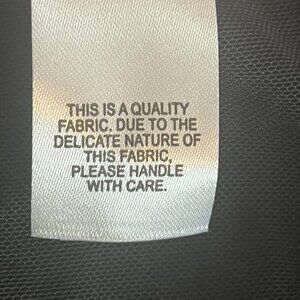 THIS IS A QUALITY
FABRIC. DUE TO THE
DELICATE NATURE OF
THIS FABRIC,
PLEASE HANDLE
WITH CARE.